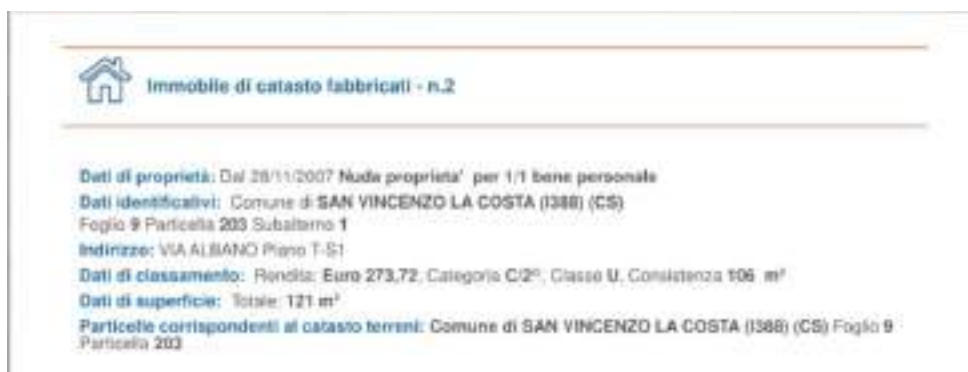 Immobile di catasto fabbricati - n.2
Dati di proprietà: Dal 28/11/2007 Nuda proprieta' per 1/1 bene personale
Dati identificativi: Comune di SAN VINCENZO LA COSTA (I388) (CS)
Foglio 9 Particella 203 Subalterno 1
Indirizzo: VIA ALBANO Piano T-S1
Dati di classamento: Rendita: Euro 273,72, Categoria C/2ᵃ⁾, Classe U, Consistenza 106 m²
Dati di superficie: Totale: 121 m²
Particelle corrispondenti al catasto terreni: Comune di SAN VINCENZO LA COSTA (I388) (CS) Foglio 9
Particella 203